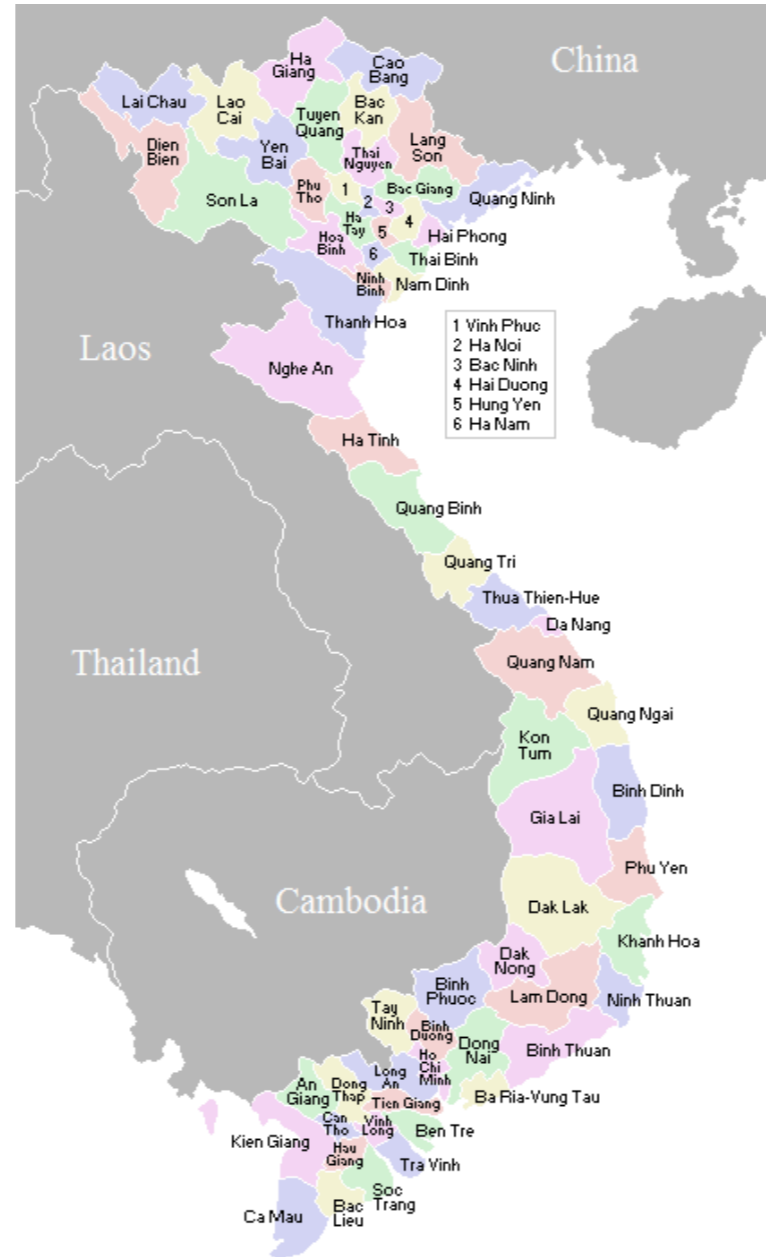 China
Ha
Giang
Cao
Bang
Lai Chau
Lao
Cai
Tuyen
Quang
Bac
Kan
Dien
Bien
Yen
Bai
Thai
Nguyen
Lang
Son
Son La
Phu
Tho
1
2
3
Bac Giang
Quang Ninh
Ha
Tay
5
4
Hoa
Binh
Hai Phong
6
Thai Binh
Ninh
Binh
Nam Dinh
Thanh Hoa
Laos
Nghe An
1 Vinh Phuc
2 Ha Noi
3 Bac Ninh
4 Hai Duong
5 Hung Yen
6 Ha Nam
Ha Tinh
Quang Binh
Quang Tri
Thua Thien-Hue
Da Nang
Thailand
Quang Nam
Quang Ngai
Kon
Tum
Binh Dinh
Gia Lai
Phu Yen
Cambodia
Dak Lak
Khanh Hoa
Dak
Nong
Binh
Phuoc
Lam Dong
Ninh Thuan
Tay
Ninh
Binh
Duong
Dong
Nai
Binh Thuan
Ho
Chi
Minh
Long
An
An
Giang
Dong
Thap
Tien Giang
Ba Ria-Vung Tau
Can
Tho
Vinh
Long
Ben Tre
Kien Giang
Hau
Giang
Tra Vinh
Soc
Trang
Bac
Lieu
Ca Mau